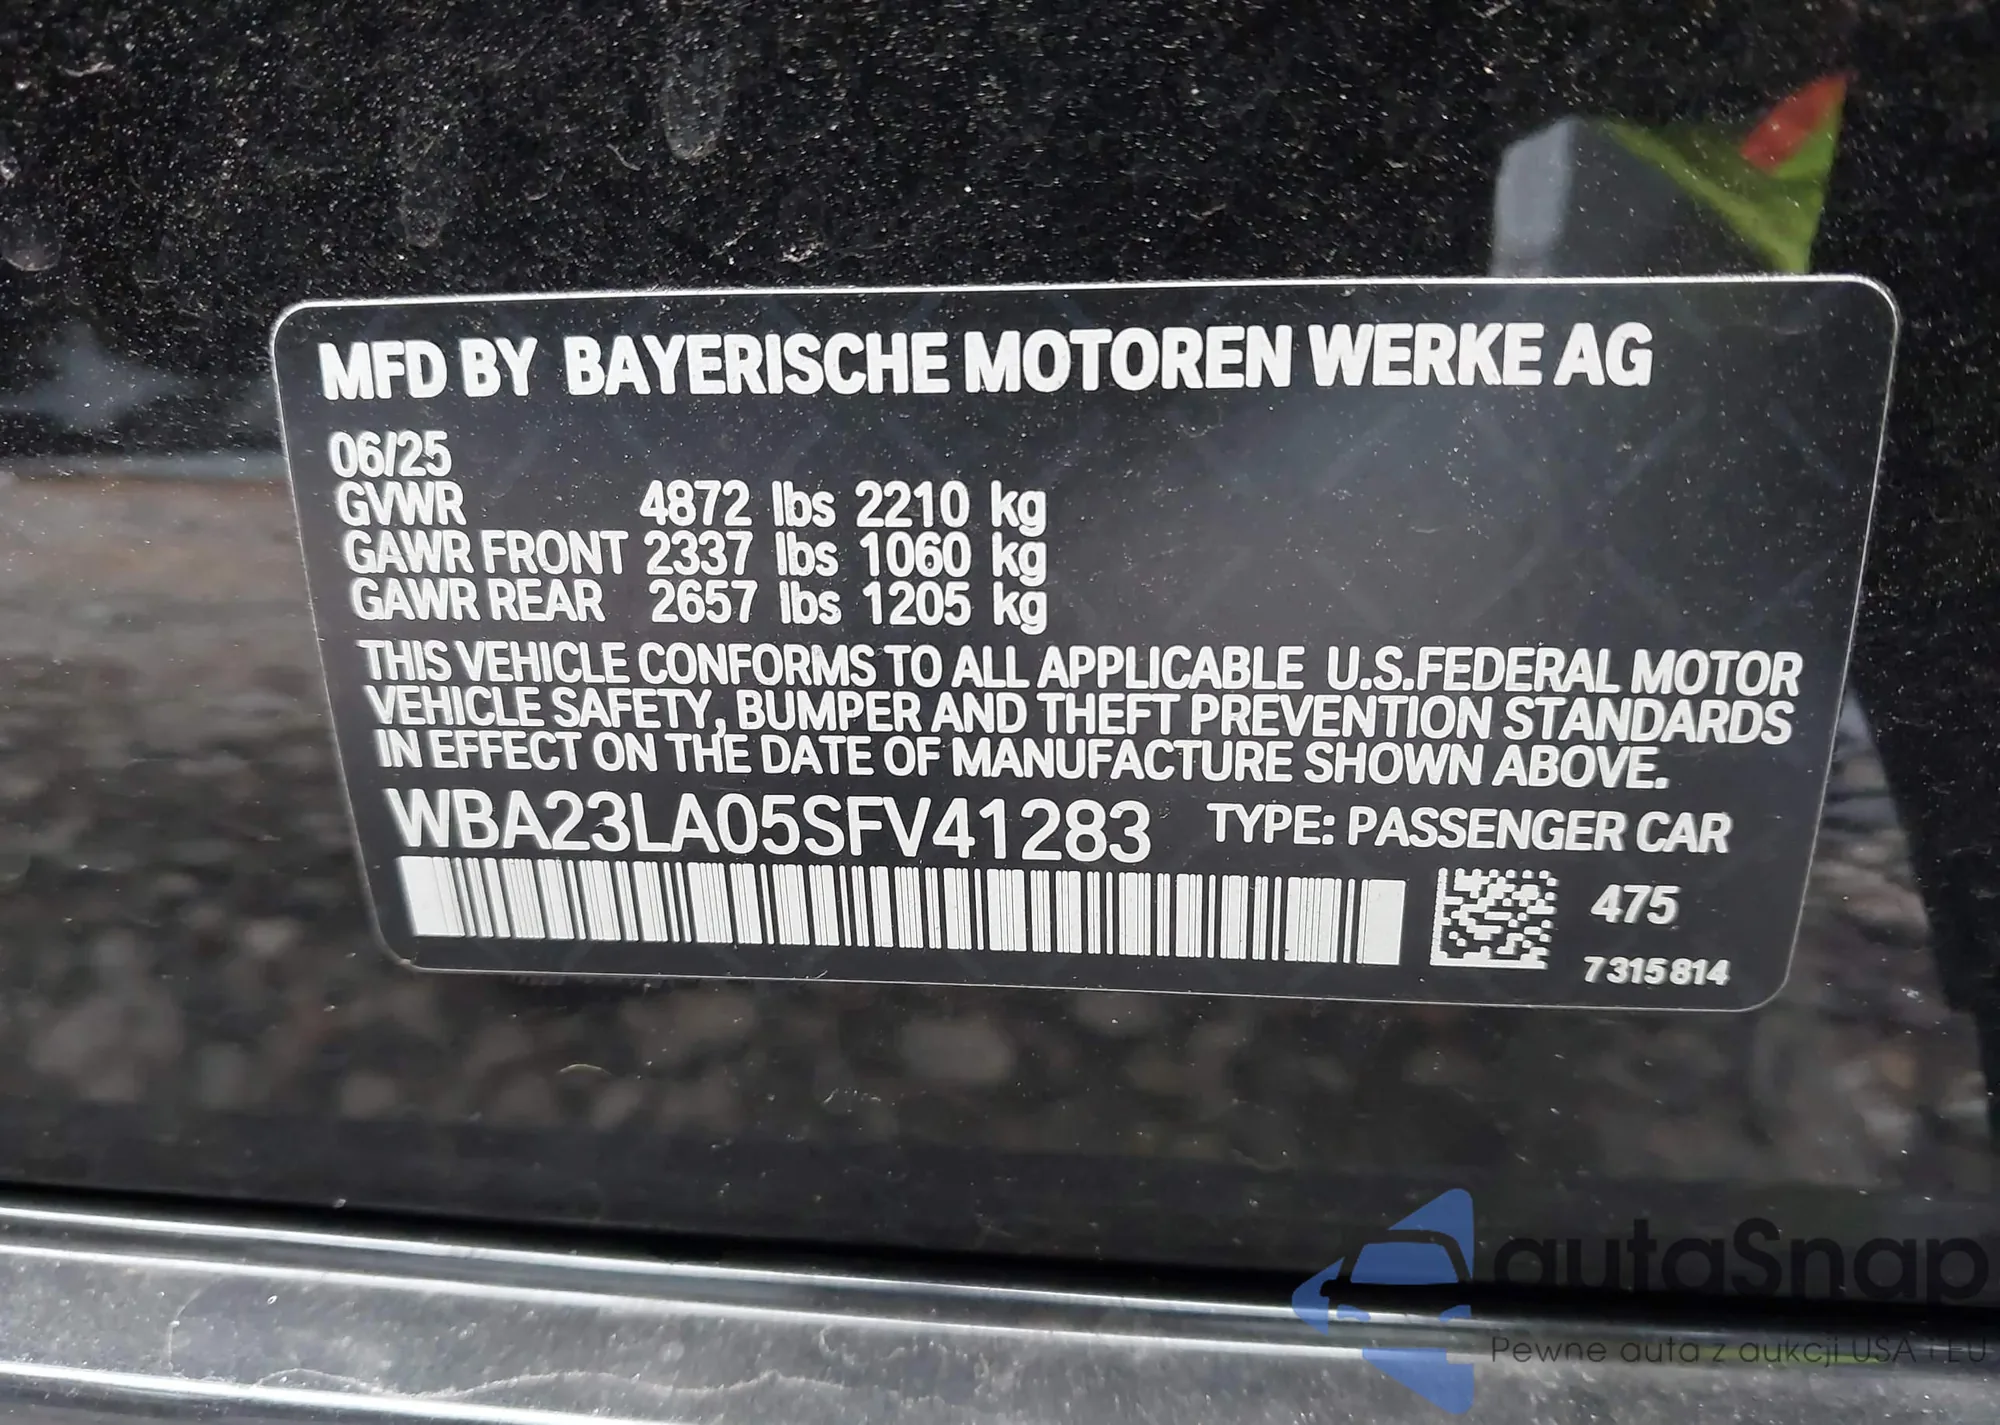 MFD BY BAYERISCHE MOTOREN WERKE AG
06/25
GVWR 4872 lbs 2210 kg
GAWR FRONT 2337 lbs 1060 kg
GAWR REAR 2657 lbs 1205 kg
THIS VEHICLE CONFORMS TO ALL APPLICABLE U.S.FEDERAL MOTOR
VEHICLE SAFETY, BUMPER AND THEFT PREVENTION STANDARDS
IN EFFECT ON THE DATE OF MANUFACTURE SHOWN ABOVE.
WBA23LA05SFV41283 TYPE: PASSENGER CAR
475
7315814
autaSnap
Pewne auta z aukcji USA i EU